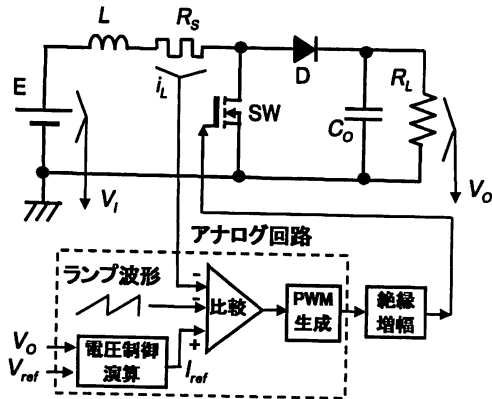 L
R_S
D
E
i_L
SW
R_L
C_O
V_i
V_O
アナログ回路
ランプ波形
-
-
+
比較
PWM
生成
絶縁
増幅
V_O
V_ref
電圧制御
演算
I_ref